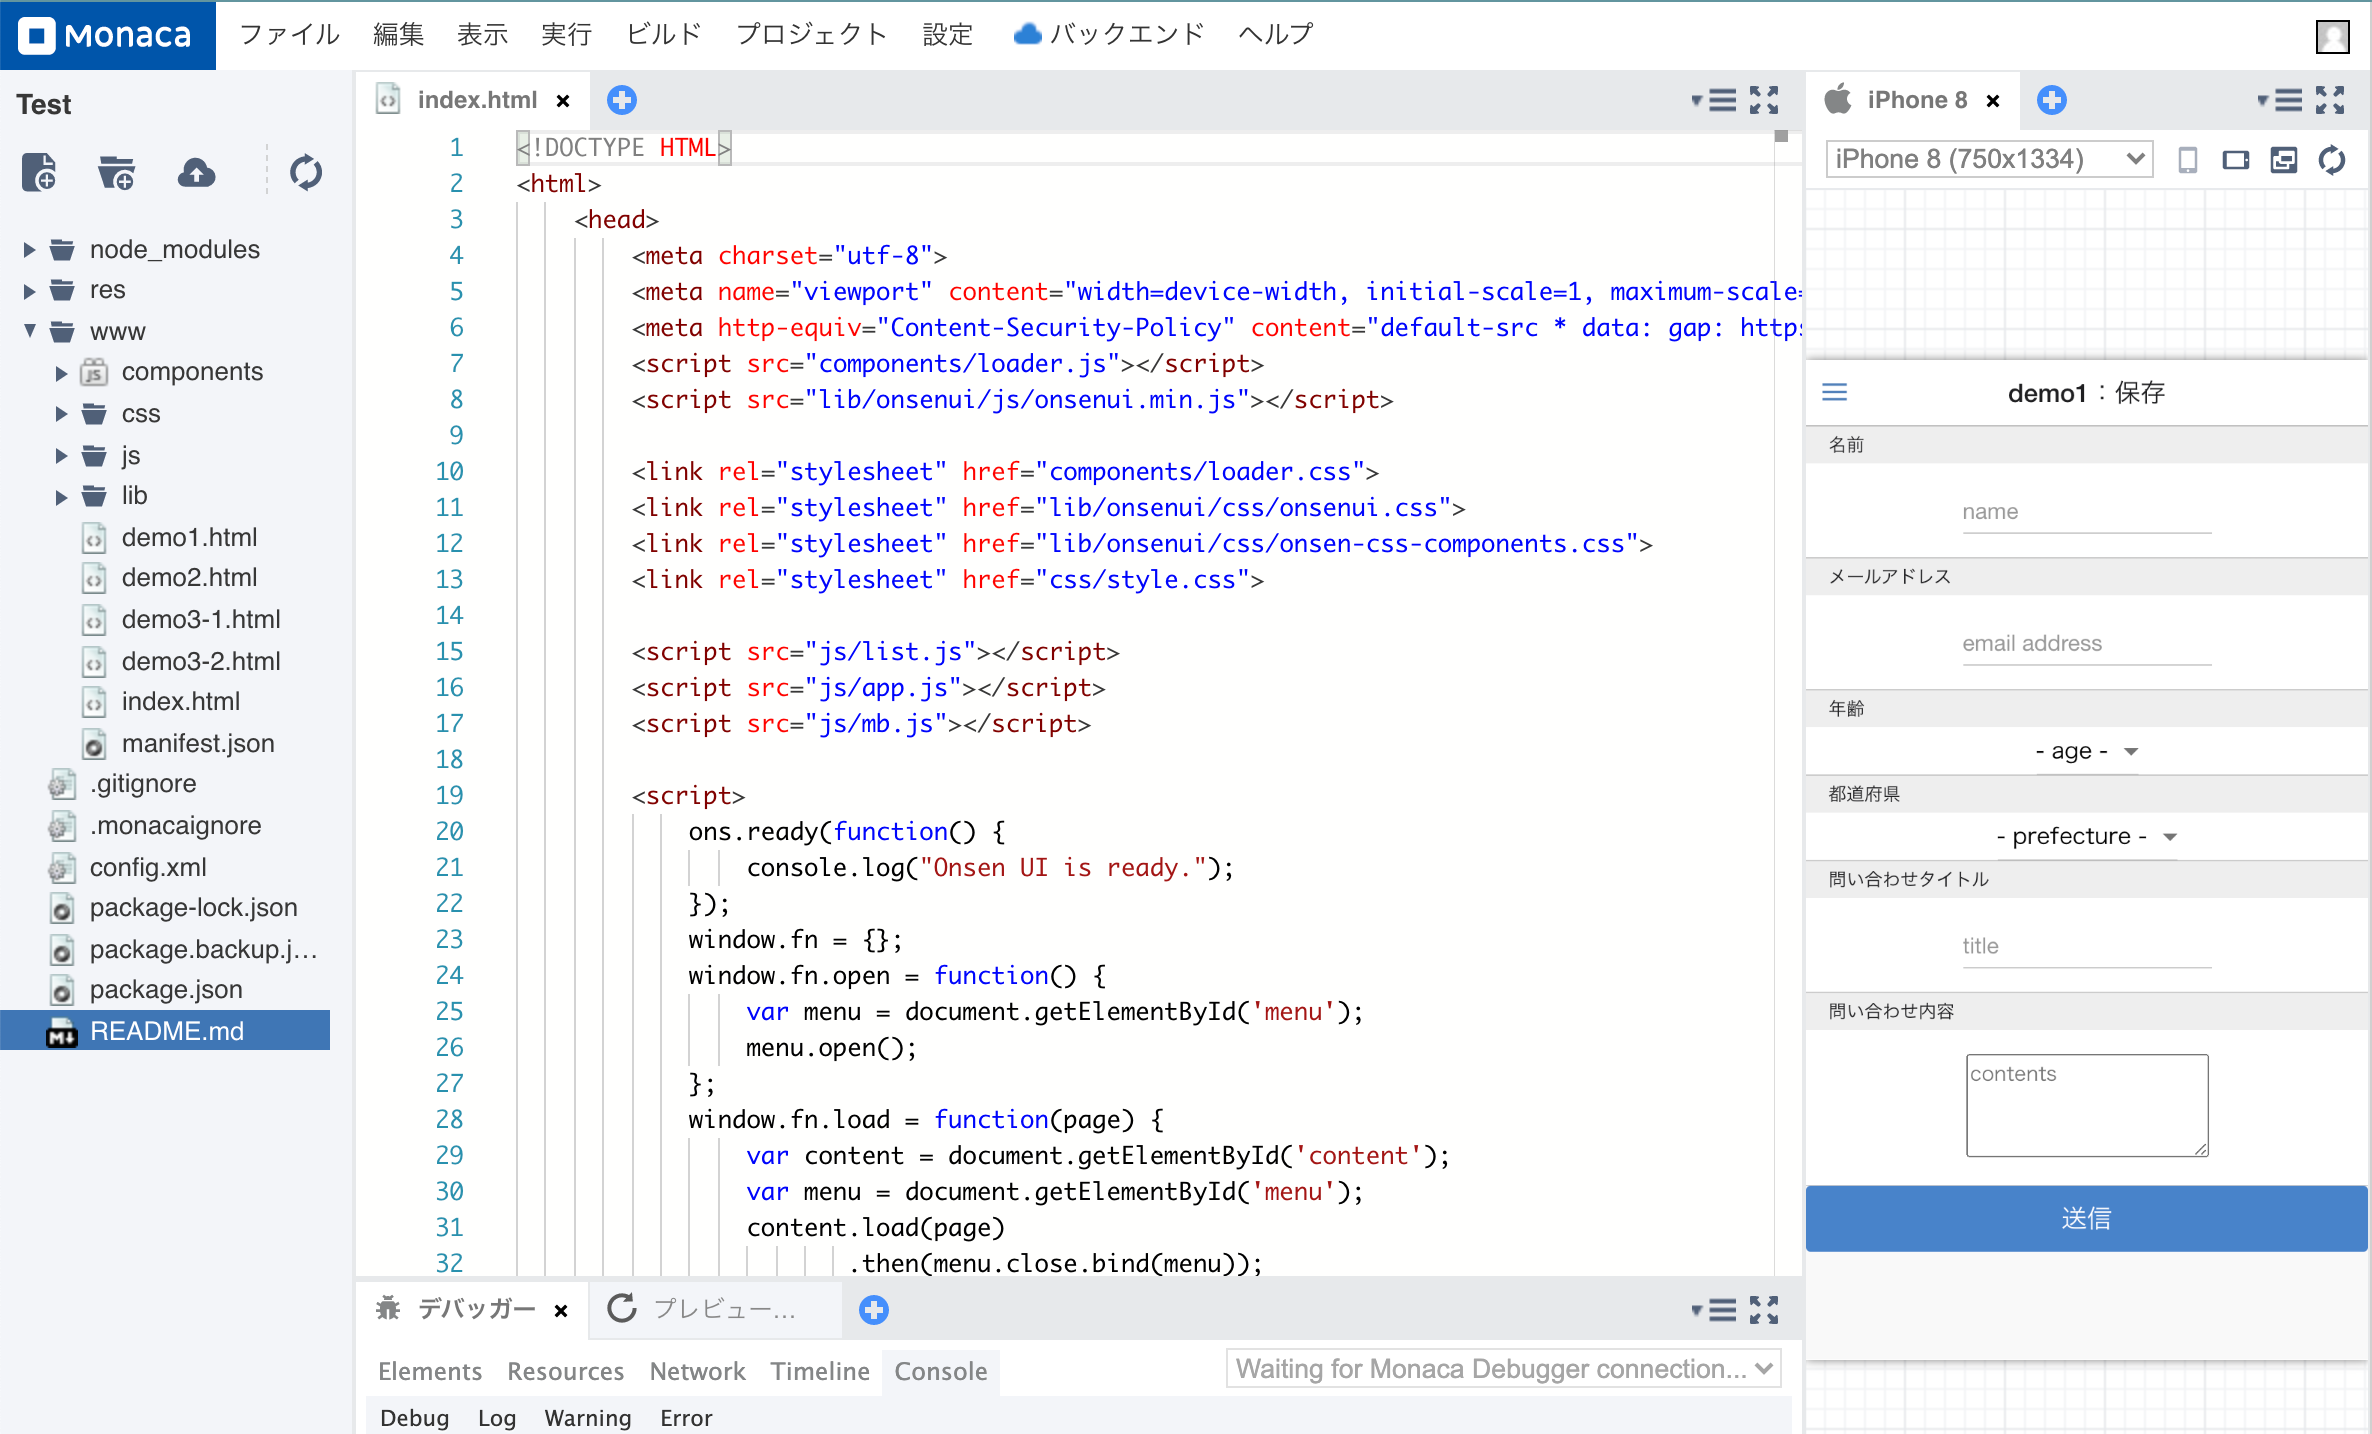 Monaca ファイル 編集 表示 実行 ビルド プロジェクト 設定 バックエンド ヘルプ
Test
node_modules
res
www
components
css
js
lib
demo1.html
demo2.html
demo3-1.html
demo3-2.html
index.html
manifest.json
.gitignore
.monacaignore
config.xml
package-lock.json
package.backup.j...
package.json
README.md
index.html ×
1 <!DOCTYPE HTML>
2 <html>
3 <head>
4 <meta charset="utf-8">
5 <meta name="viewport" content="width=device-width, initial-scale=1, maximum-scale=
6 <meta http-equiv="Content-Security-Policy" content="default-src * data: gap: https
7 <script src="components/loader.js"></script>
8 <script src="lib/onsenui/js/onsenui.min.js"></script>
9
10 <link rel="stylesheet" href="components/loader.css">
11 <link rel="stylesheet" href="lib/onsenui/css/onsenui.css">
12 <link rel="stylesheet" href="lib/onsenui/css/onsen-css-components.css">
13 <link rel="stylesheet" href="css/style.css">
14
15 <script src="js/list.js"></script>
16 <script src="js/app.js"></script>
17 <script src="js/mb.js"></script>
18
19 <script>
20 ons.ready(function() {
21 console.log("Onsen UI is ready.");
22 });
23 window.fn = {};
24 window.fn.open = function() {
25 var menu = document.getElementById('menu');
26 menu.open();
27 };
28 window.fn.load = function(page) {
29 var content = document.getElementById('content');
30 var menu = document.getElementById('menu');
31 content.load(page)
32 .then(menu.close.bind(menu));
デバッガー × プレビュー...
Elements Resources Network Timeline Console Waiting for Monaca Debugger connection...
Debug Log Warning Error
iPhone 8 ×
iPhone 8 (750x1334)
demo1：保存
名前
name
メールアドレス
email address
年齢
- age -
都道府県
- prefecture -
問い合わせタイトル
title
問い合わせ内容
contents
送信